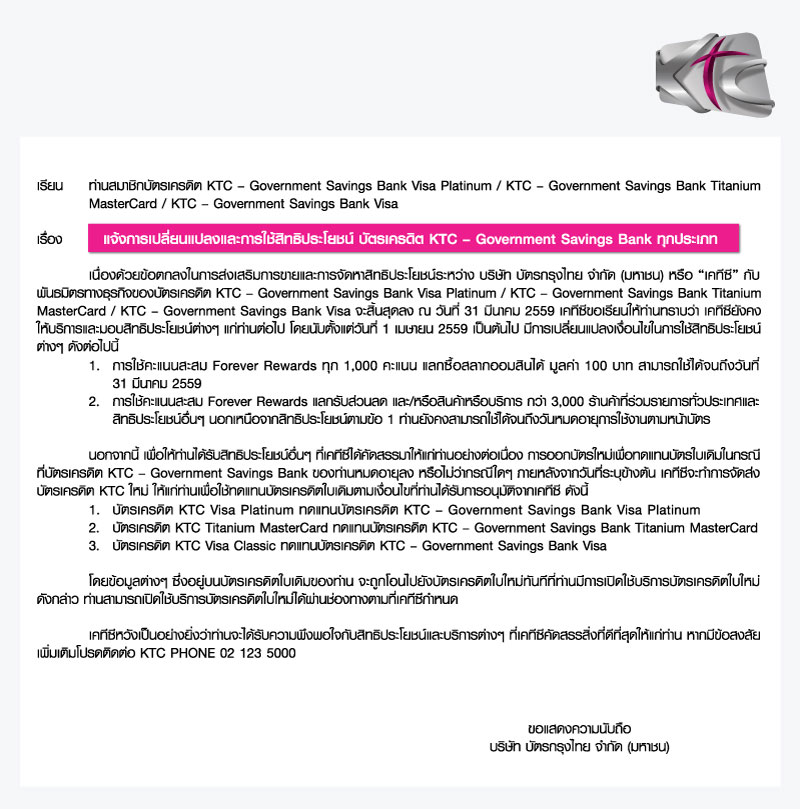 KTC
เรียน ท่านสมาชิกบัตรเครดิต KTC – Government Savings Bank Visa Platinum / KTC – Government Savings Bank Titanium
MasterCard / KTC – Government Savings Bank Visa
เรื่อง แจ้งการเปลี่ยนแปลงและการใช้สิทธิประโยชน์ บัตรเครดิต KTC – Government Savings Bank ทุกประเภท
เนื่องด้วยข้อตกลงในการส่งเสริมการขายและการจัดหาสิทธิประโยชน์ระหว่าง บริษัท บัตรกรุงไทย จำกัด (มหาชน) หรือ “เคทีซี” กับ
พันธมิตรทางธุรกิจของบัตรเครดิต KTC – Government Savings Bank Visa Platinum / KTC – Government Savings Bank Titanium
MasterCard / KTC – Government Savings Bank Visa จะสิ้นสุดลง ณ วันที่ 31 มีนาคม 2559 เคทีซีขอเรียนให้ท่านทราบว่า เคทีซียังคง
ให้บริการและมอบสิทธิประโยชน์ต่างๆ แก่ท่านต่อไป โดยนับตั้งแต่วันที่ 1 เมษายน 2559 เป็นต้นไป มีการเปลี่ยนแปลงเงื่อนไขในการใช้สิทธิประโยชน์
ต่างๆ ดังต่อไปนี้
1. การใช้คะแนนสะสม Forever Rewards ทุก 1,000 คะแนน แลกซื้อสลากออมสินได้ มูลค่า 100 บาท สามารถใช้ได้จนถึงวันที่
31 มีนาคม 2559
2. การใช้คะแนนสะสม Forever Rewards แลกรับส่วนลด และ/หรือสินค้าหรือบริการ กว่า 3,000 ร้านค้าที่ร่วมรายการทั่วประเทศและ
สิทธิประโยชน์อื่นๆ นอกเหนือจากสิทธิประโยชน์ตามข้อ 1 ท่านยังคงสามารถใช้ได้จนถึงวันหมดอายุการใช้งานตามหน้าบัตร
นอกจากนี้ เพื่อให้ท่านได้รับสิทธิประโยชน์อื่นๆ ที่เคทีซีได้คัดสรรมาให้แก่ท่านอย่างต่อเนื่อง การออกบัตรใหม่เพื่อทดแทนบัตรใบเดิมในกรณี
ที่บัตรเครดิต KTC – Government Savings Bank ของท่านหมดอายุลง หรือไม่ว่ากรณีใดๆ ภายหลังจากวันที่ระบุข้างต้น เคทีซีจะทำการจัดส่ง
บัตรเครดิต KTC ใหม่ ให้แก่ท่านเพื่อใช้ทดแทนบัตรเครดิตใบเดิมตามเงื่อนไขที่ท่านได้รับการอนุมัติจากเคทีซี ดังนี้
1. บัตรเครดิต KTC Visa Platinum ทดแทนบัตรเครดิต KTC – Government Savings Bank Visa Platinum
2. บัตรเครดิต KTC Titanium MasterCard ทดแทนบัตรเครดิต KTC – Government Savings Bank Titanium MasterCard
3. บัตรเครดิต KTC Visa Classic ทดแทนบัตรเครดิต KTC – Government Savings Bank Visa
โดยข้อมูลต่างๆ ซึ่งอยู่บนบัตรเครดิตใบเดิมของท่าน จะถูกโอนไปยังบัตรเครดิตใบใหม่ทันทีที่ท่านมีการเปิดใช้บริการบัตรเครดิตใบใหม่
ดังกล่าว ท่านสามารถเปิดใช้บริการบัตรเครดิตใบใหม่ได้ผ่านช่องทางตามที่เคทีซีกำหนด
เคทีซีหวังเป็นอย่างยิ่งว่าท่านจะได้รับความพึงพอใจกับสิทธิประโยชน์และบริการต่างๆ ที่เคทีซีคัดสรรสิ่งที่ดีที่สุดให้แก่ท่าน หากมีข้อสงสัย
เพิ่มเติมโปรดติดต่อ KTC PHONE 02 123 5000
ขอแสดงความนับถือ
บริษัท บัตรกรุงไทย จำกัด (มหาชน)